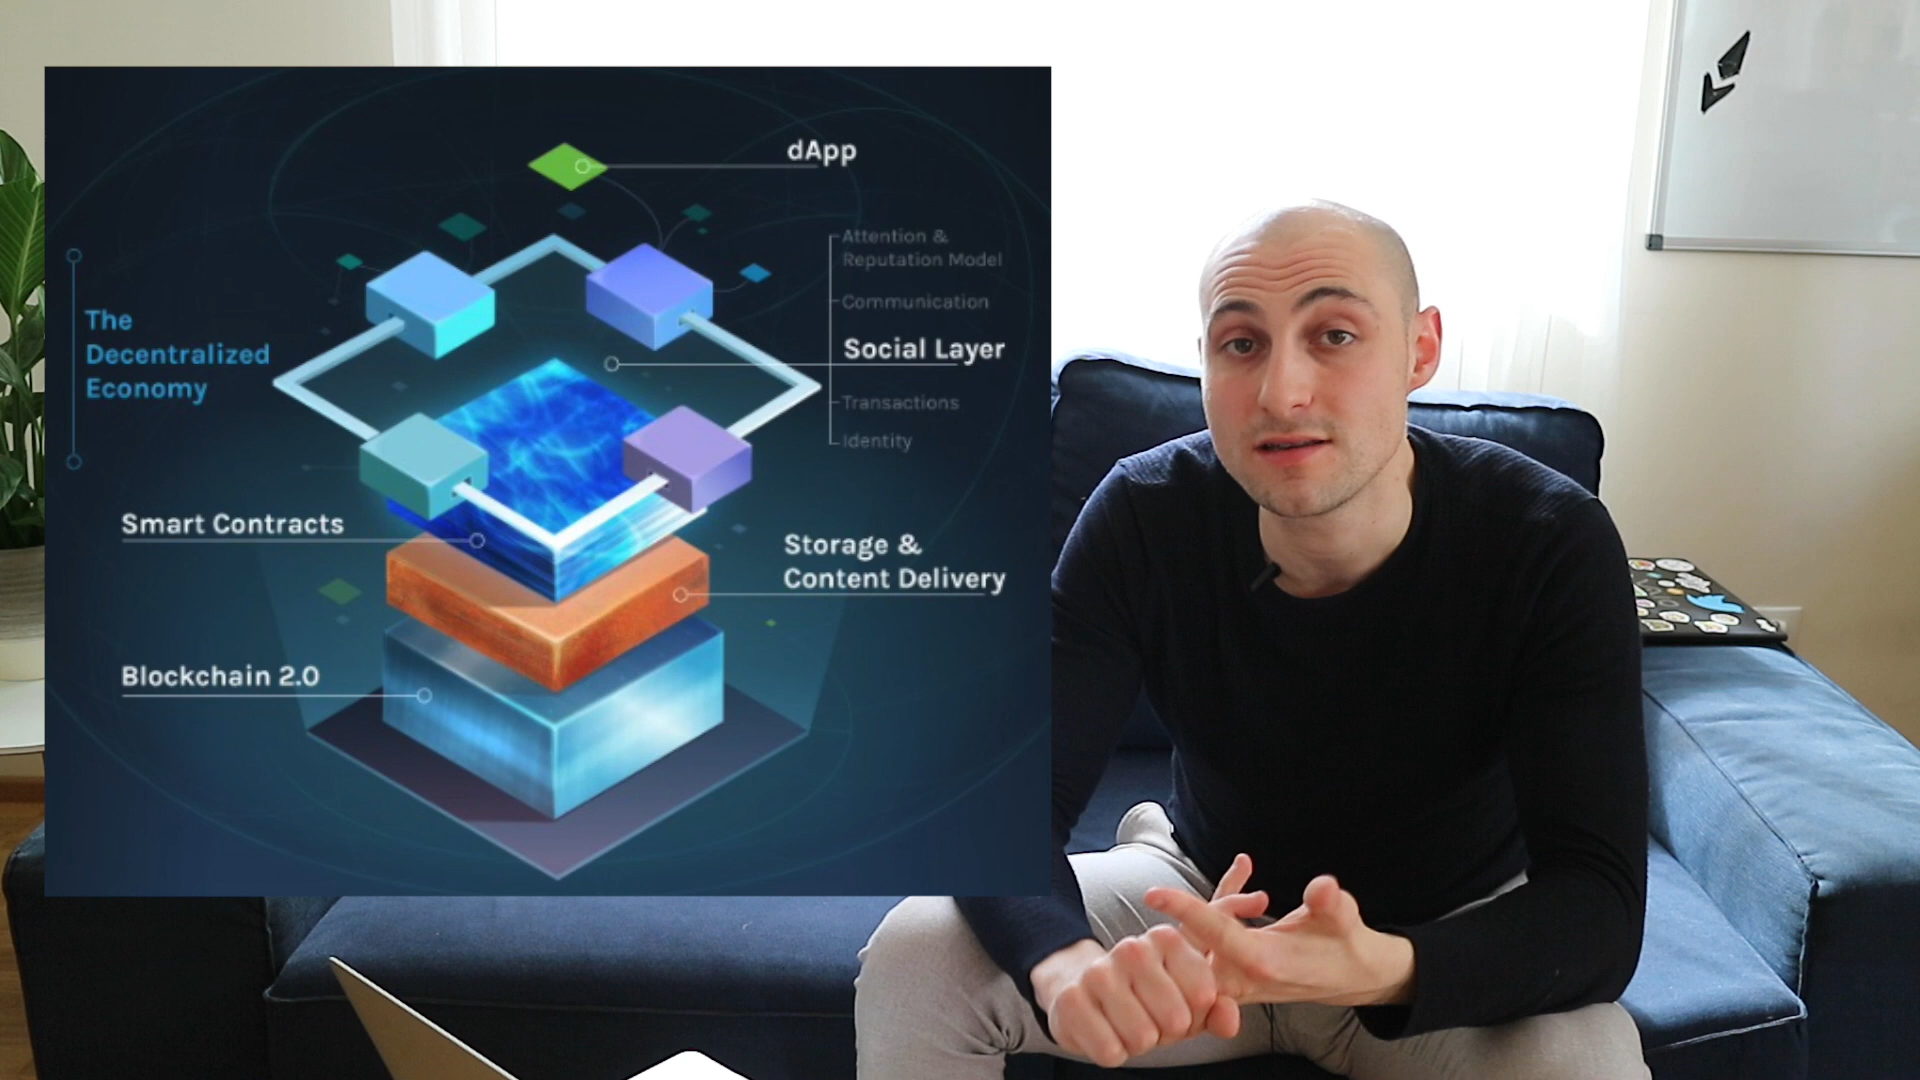 dApp
Attention &
Reputation Model
Communication
Social Layer
Transactions
Identity
The
Decentralized
Economy
Smart Contracts
Storage &
Content Delivery
Blockchain 2.0